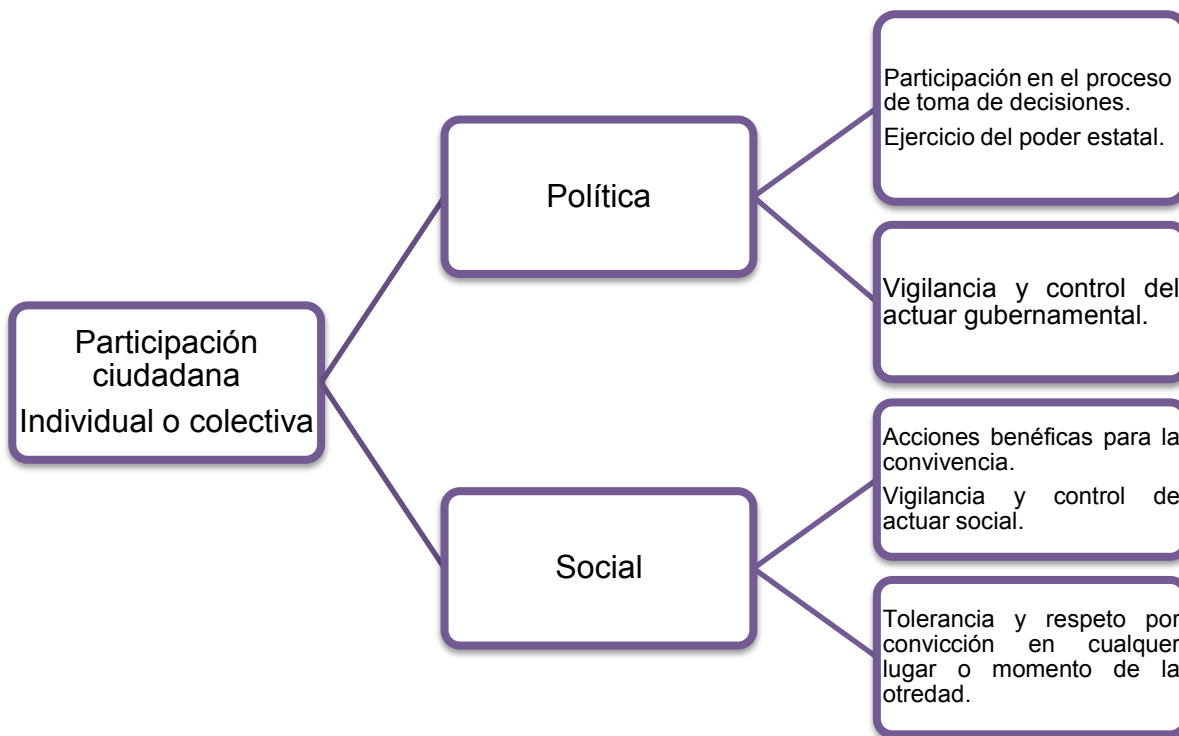 Participación
ciudadana
Individual o colectiva
Política
Participación en el proceso
de toma de decisiones.
Ejercicio del poder estatal.
Vigilancia y control del
actuar gubernamental.
Social
Acciones benéficas para la
convivencia.
Vigilancia y control de
actuar social.
Tolerancia y respeto por
convicción en cualquer
lugar o momento de la
otredad.